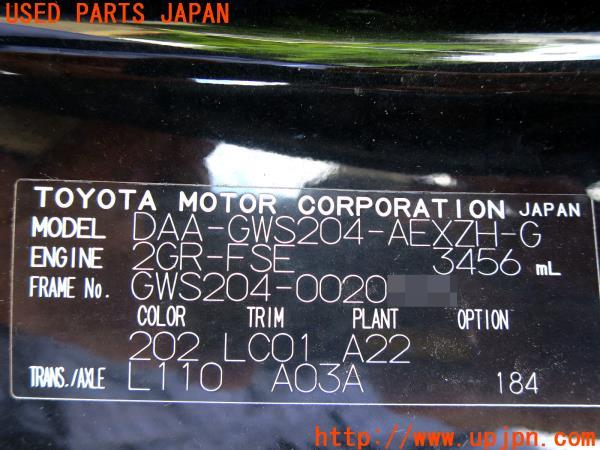 USED PARTS JAPAN
TOYOTA MOTOR CORPORATION JAPAN
MODEL DAA-GWS204-AEXZH-G
ENGINE 2GR-FSE 3456 mL
FRAME No. GWS204-0020
COLOR TRIM PLANT OPTION
202 LC01 A22
TRANS./AXLE L110 A03A 184
http://www.upjpn.com/